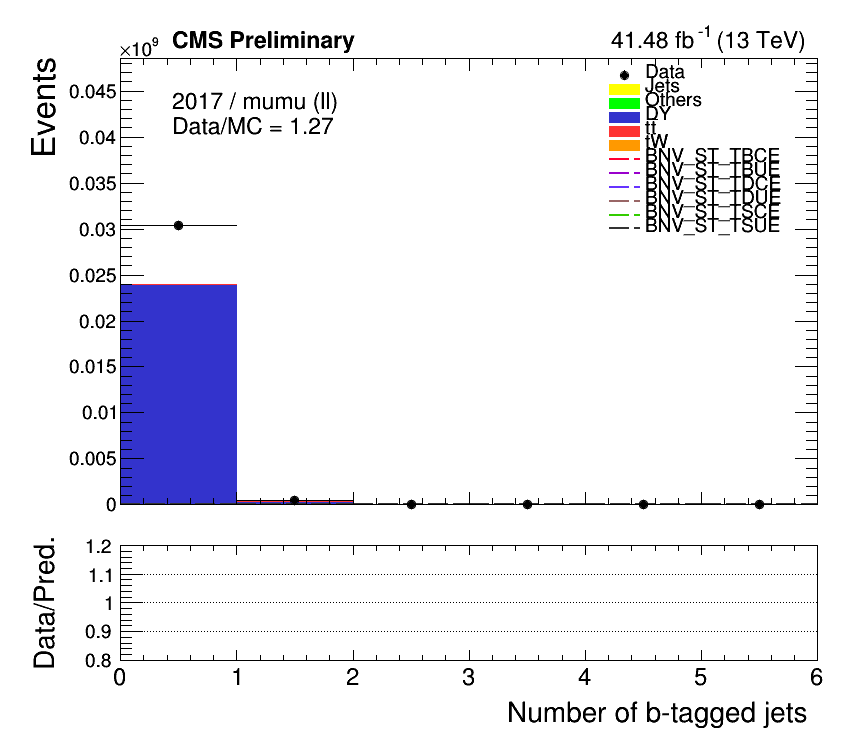 ×10⁹ CMS Preliminary 41.48 fb⁻¹ (13 TeV)
Events
2017 / mumu (ll)
Data/MC = 1.27
Data
Jets
Others
DY
tt
tW
BNV_ST_TBCE
BNV_ST_TBUE
BNV_ST_TDCE
BNV_ST_TDUE
BNV_ST_TSCE
BNV_ST_TSUE
0.045
0.04
0.035
0.03
0.025
0.02
0.015
0.01
0.005
0
Data/Pred.
1.2
1.1
1
0.9
0.8
0 1 2 3 4 5 6
Number of b-tagged jets